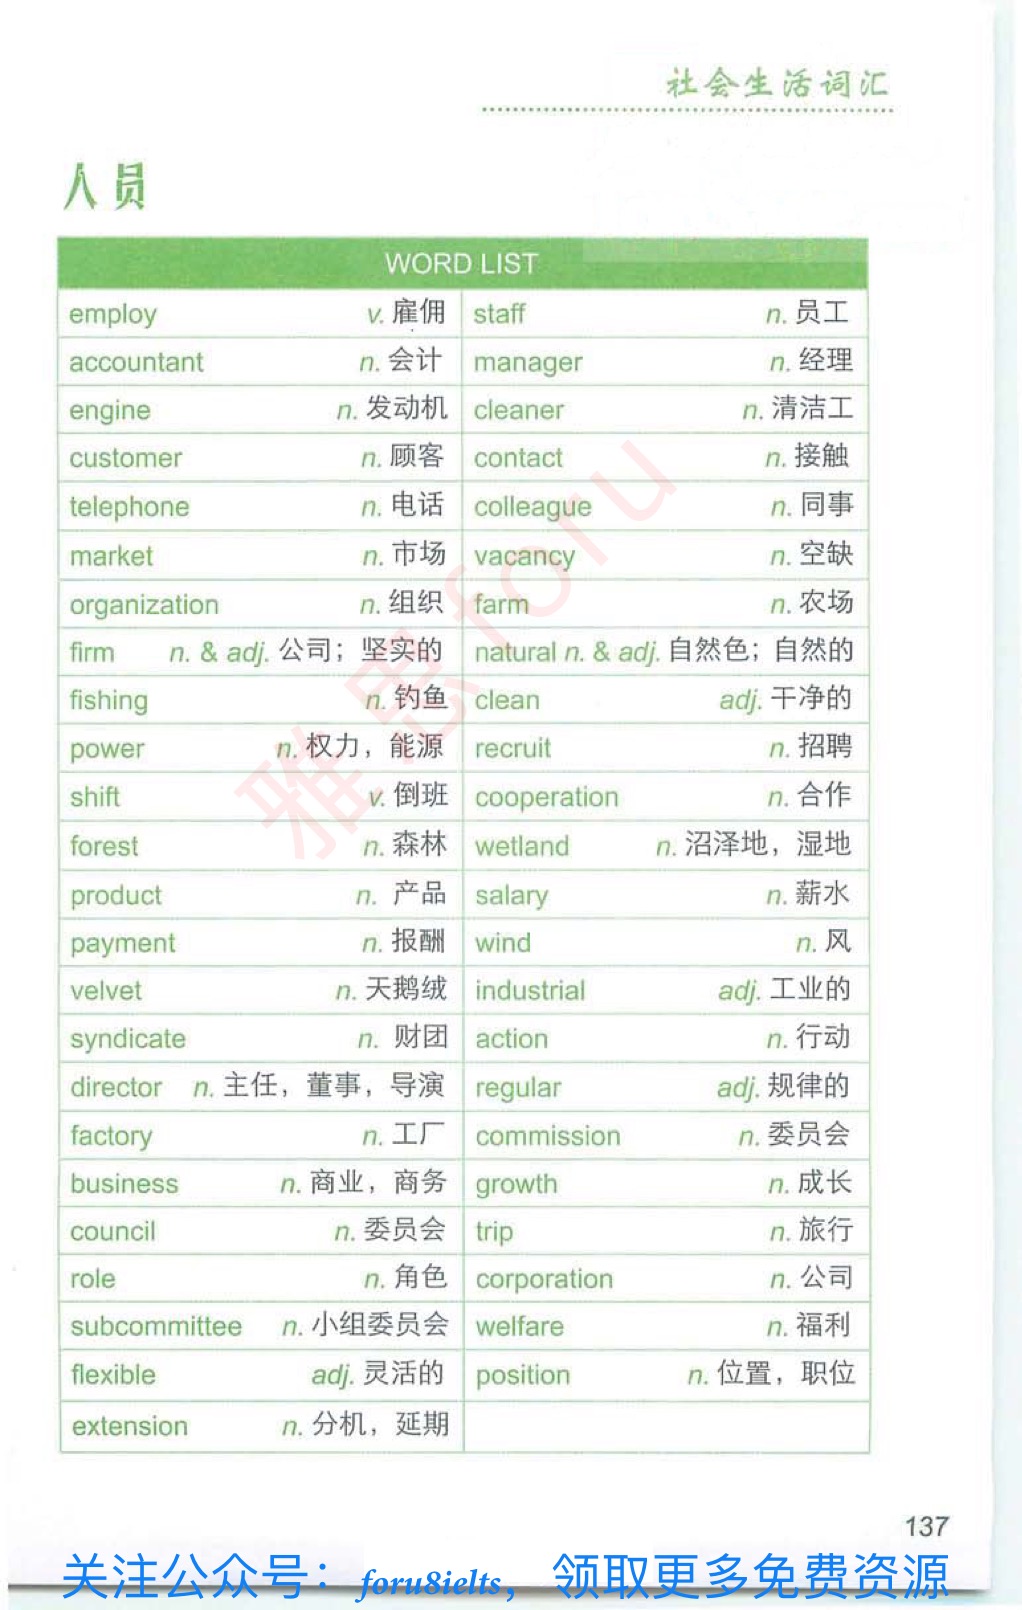 社会生活词汇
人员
WORD LIST
employ v. 雇佣 staff n. 员工
accountant n. 会计 manager n. 经理
engine n. 发动机 cleaner n. 清洁工
customer n. 顾客 contact n. 接触
telephone n. 电话 colleague n. 同事
market n. 市场 vacancy n. 空缺
organization n. 组织 farm n. 农场
firm n. & adj. 公司；坚实的 natural n. & adj. 自然色；自然的
fishing n. 钓鱼 clean adj. 干净的
power n. 权力，能源 recruit n. 招聘
shift v. 倒班 cooperation n. 合作
forest n. 森林 wetland n. 沼泽地，湿地
product n. 产品 salary n. 薪水
payment n. 报酬 wind n. 风
velvet n. 天鹅绒 industrial adj. 工业的
syndicate n. 财团 action n. 行动
director n. 主任，董事，导演 regular adj. 规律的
factory n. 工厂 commission n. 委员会
business n. 商业，商务 growth n. 成长
council n. 委员会 trip n. 旅行
role n. 角色 corporation n. 公司
subcommittee n. 小组委员会 welfare n. 福利
flexible adj. 灵活的 position n. 位置，职位
extension n. 分机，延期
雅思foru
137
关注公众号：foru8ielts，领取更多免费资源